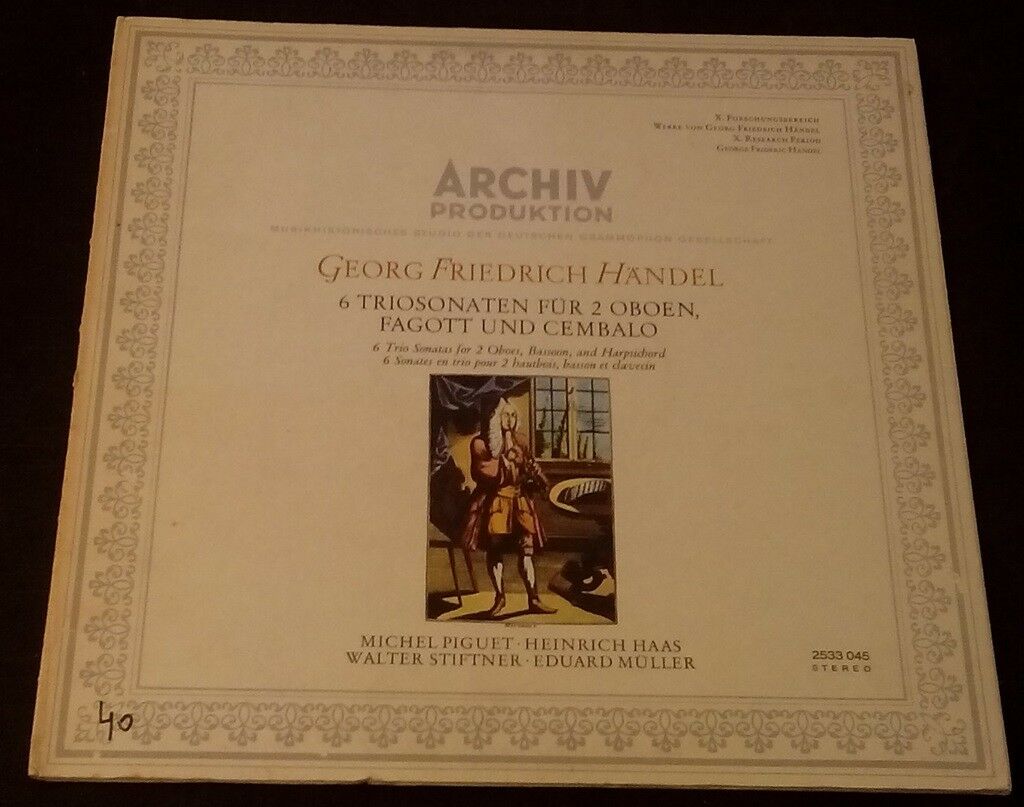 X. Forschungsbereich
Werke von Georg Friedrich Händel
X. Research Period
George Frideric Handel
ARCHIV
PRODUKTION
MUSIKHISTORISCHES STUDIO DER DEUTSCHEN GRAMMOPHON GESELLSCHAFT
GEORG FRIEDRICH HÄNDEL
6 TRIOSONATEN FÜR 2 OBOEN,
FAGOTT UND CEMBALO
6 Trio Sonatas for 2 Oboes, Bassoon, and Harpsichord
6 Sonates en trio pour 2 hautbois, basson et clavecin
MICHEL PIGUET · HEINRICH HAAS
WALTER STIFTNER · EDUARD MÜLLER
2533 045
STEREO
40